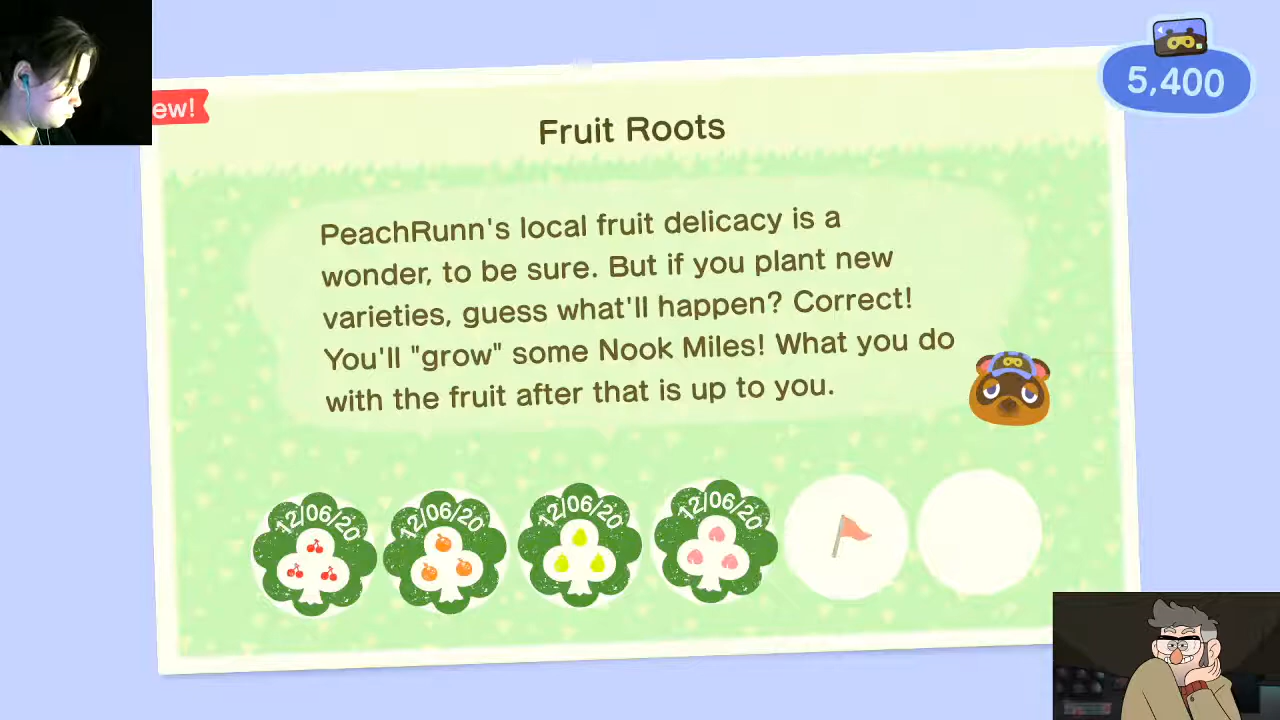 5,400
ew!
Fruit Roots
PeachRunn's local fruit delicacy is a
wonder, to be sure. But if you plant new
varieties, guess what'll happen? Correct!
You'll "grow" some Nook Miles! What you do
with the fruit after that is up to you.
12/06/20
12/06/20
12/06/20
12/06/20